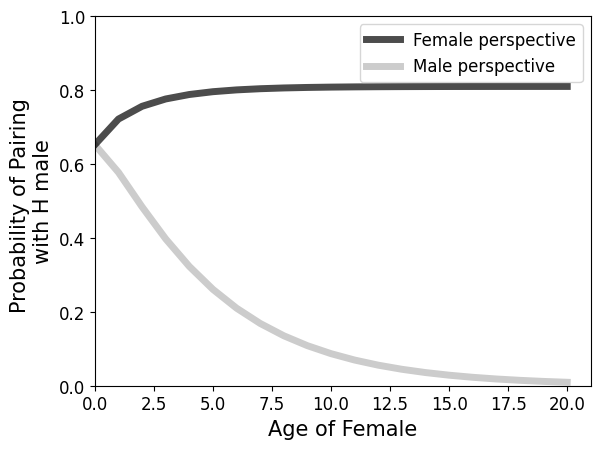 Female perspective
Male perspective
Probability of Pairing
with H male
1.0
0.8
0.6
0.4
0.2
0.0
0.0 2.5 5.0 7.5 10.0 12.5 15.0 17.5 20.0
Age of Female